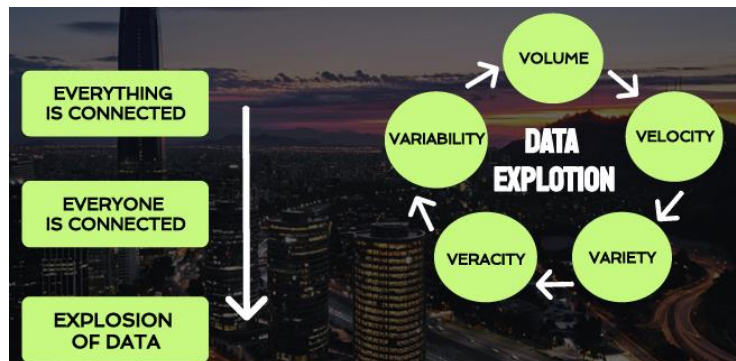 EVERYTHING
IS CONNECTED
EVERYONE
IS CONNECTED
EXPLOSION
OF DATA
VOLUME
VELOCITY
VARIETY
VERACITY
VARIABILITY
DATA
EXPLOTION